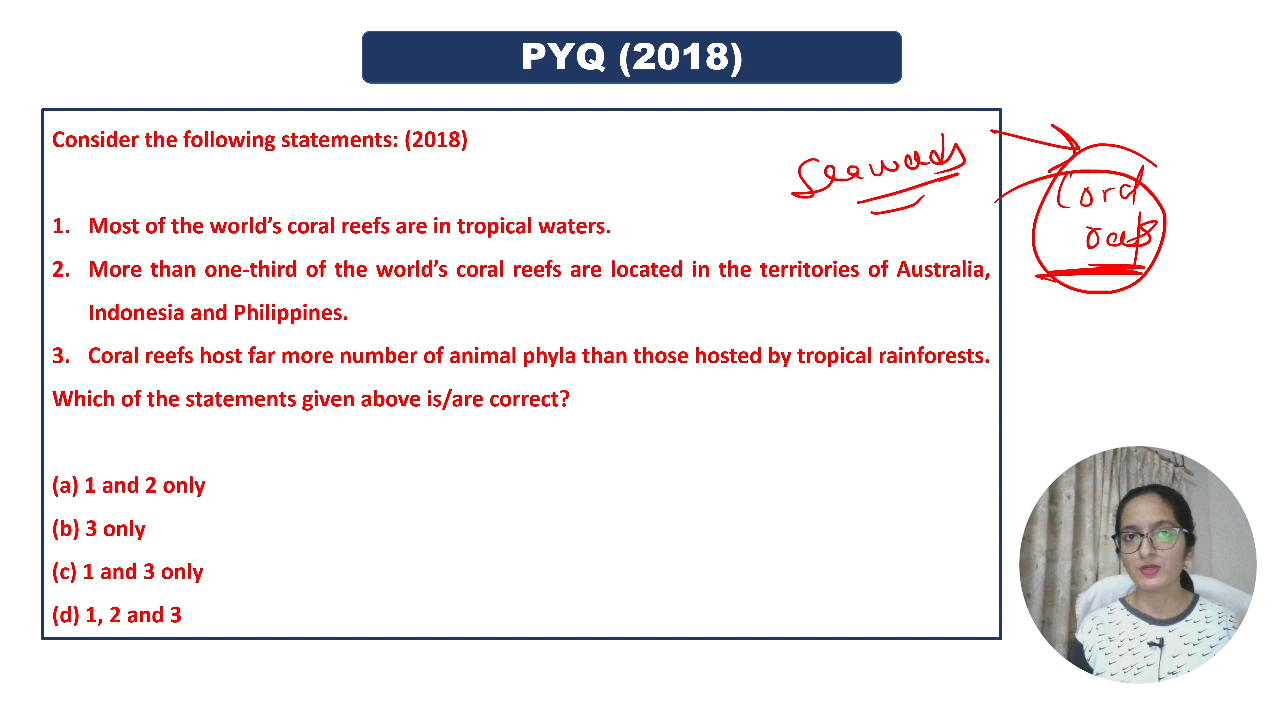 PYQ (2018)
Consider the following statements: (2018)
1. Most of the world's coral reefs are in tropical waters.
2. More than one-third of the world's coral reefs are located in the territories of Australia,
Indonesia and Philippines.
3. Coral reefs host far more number of animal phyla than those hosted by tropical rainforests.
Which of the statements given above is/are correct?
(a) 1 and 2 only
(b) 3 only
(c) 1 and 3 only
(d) 1, 2 and 3